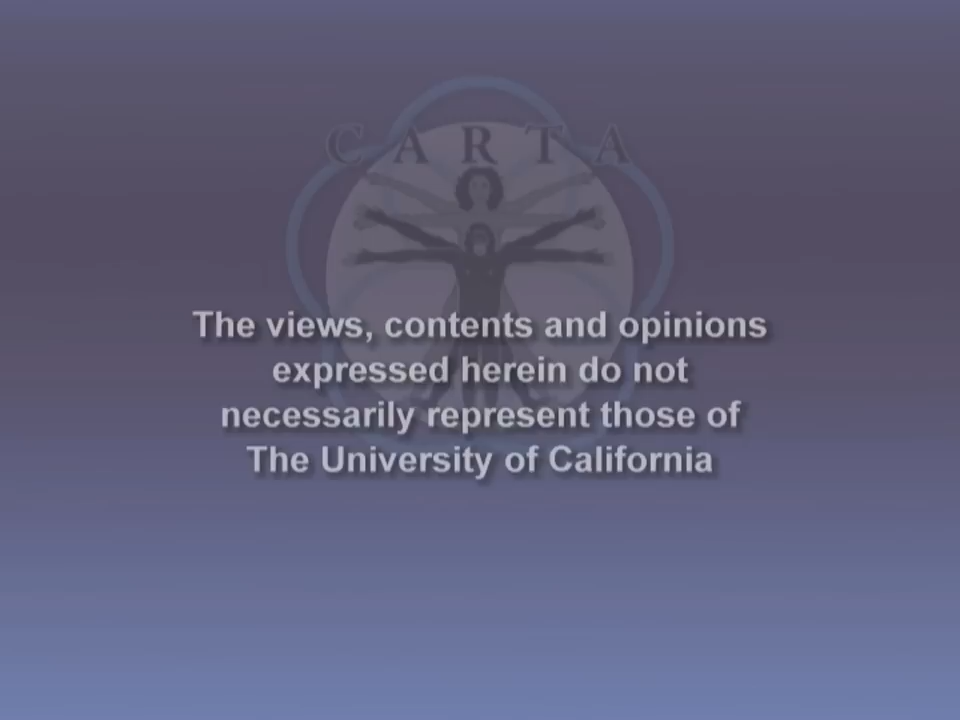 CARTA
The views, contents and opinions
expressed herein do not
necessarily represent those of
The University of California